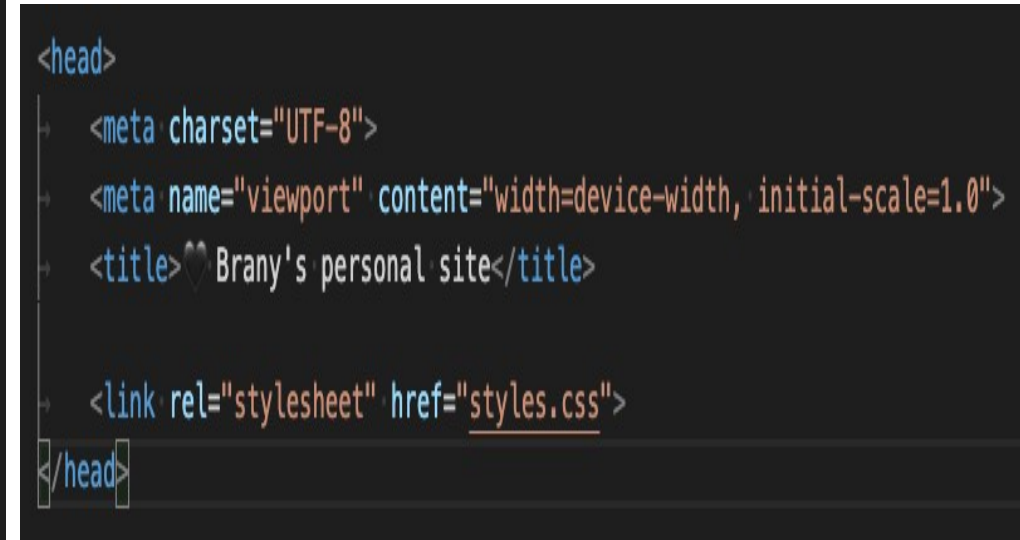 <head>
<meta charset="UTF-8">
<meta name="viewport" content="width=device-width, initial-scale=1.0">
<title>🖤 Brany's personal site</title>
<link rel="stylesheet" href="styles.css">
</head>